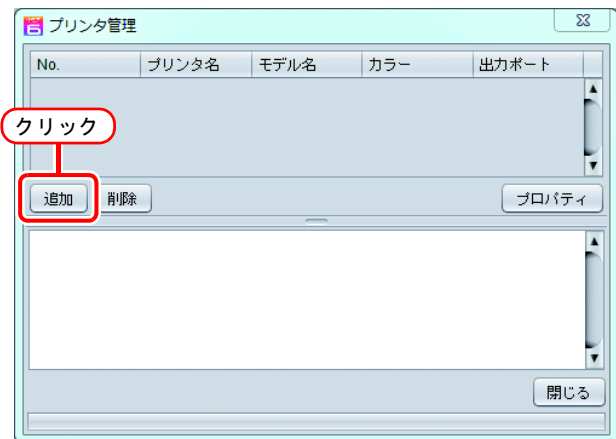 プリンタ管理
No. プリンタ名 モデル名 カラー 出力ポート
クリック
追加 削除 プロパティ
閉じる